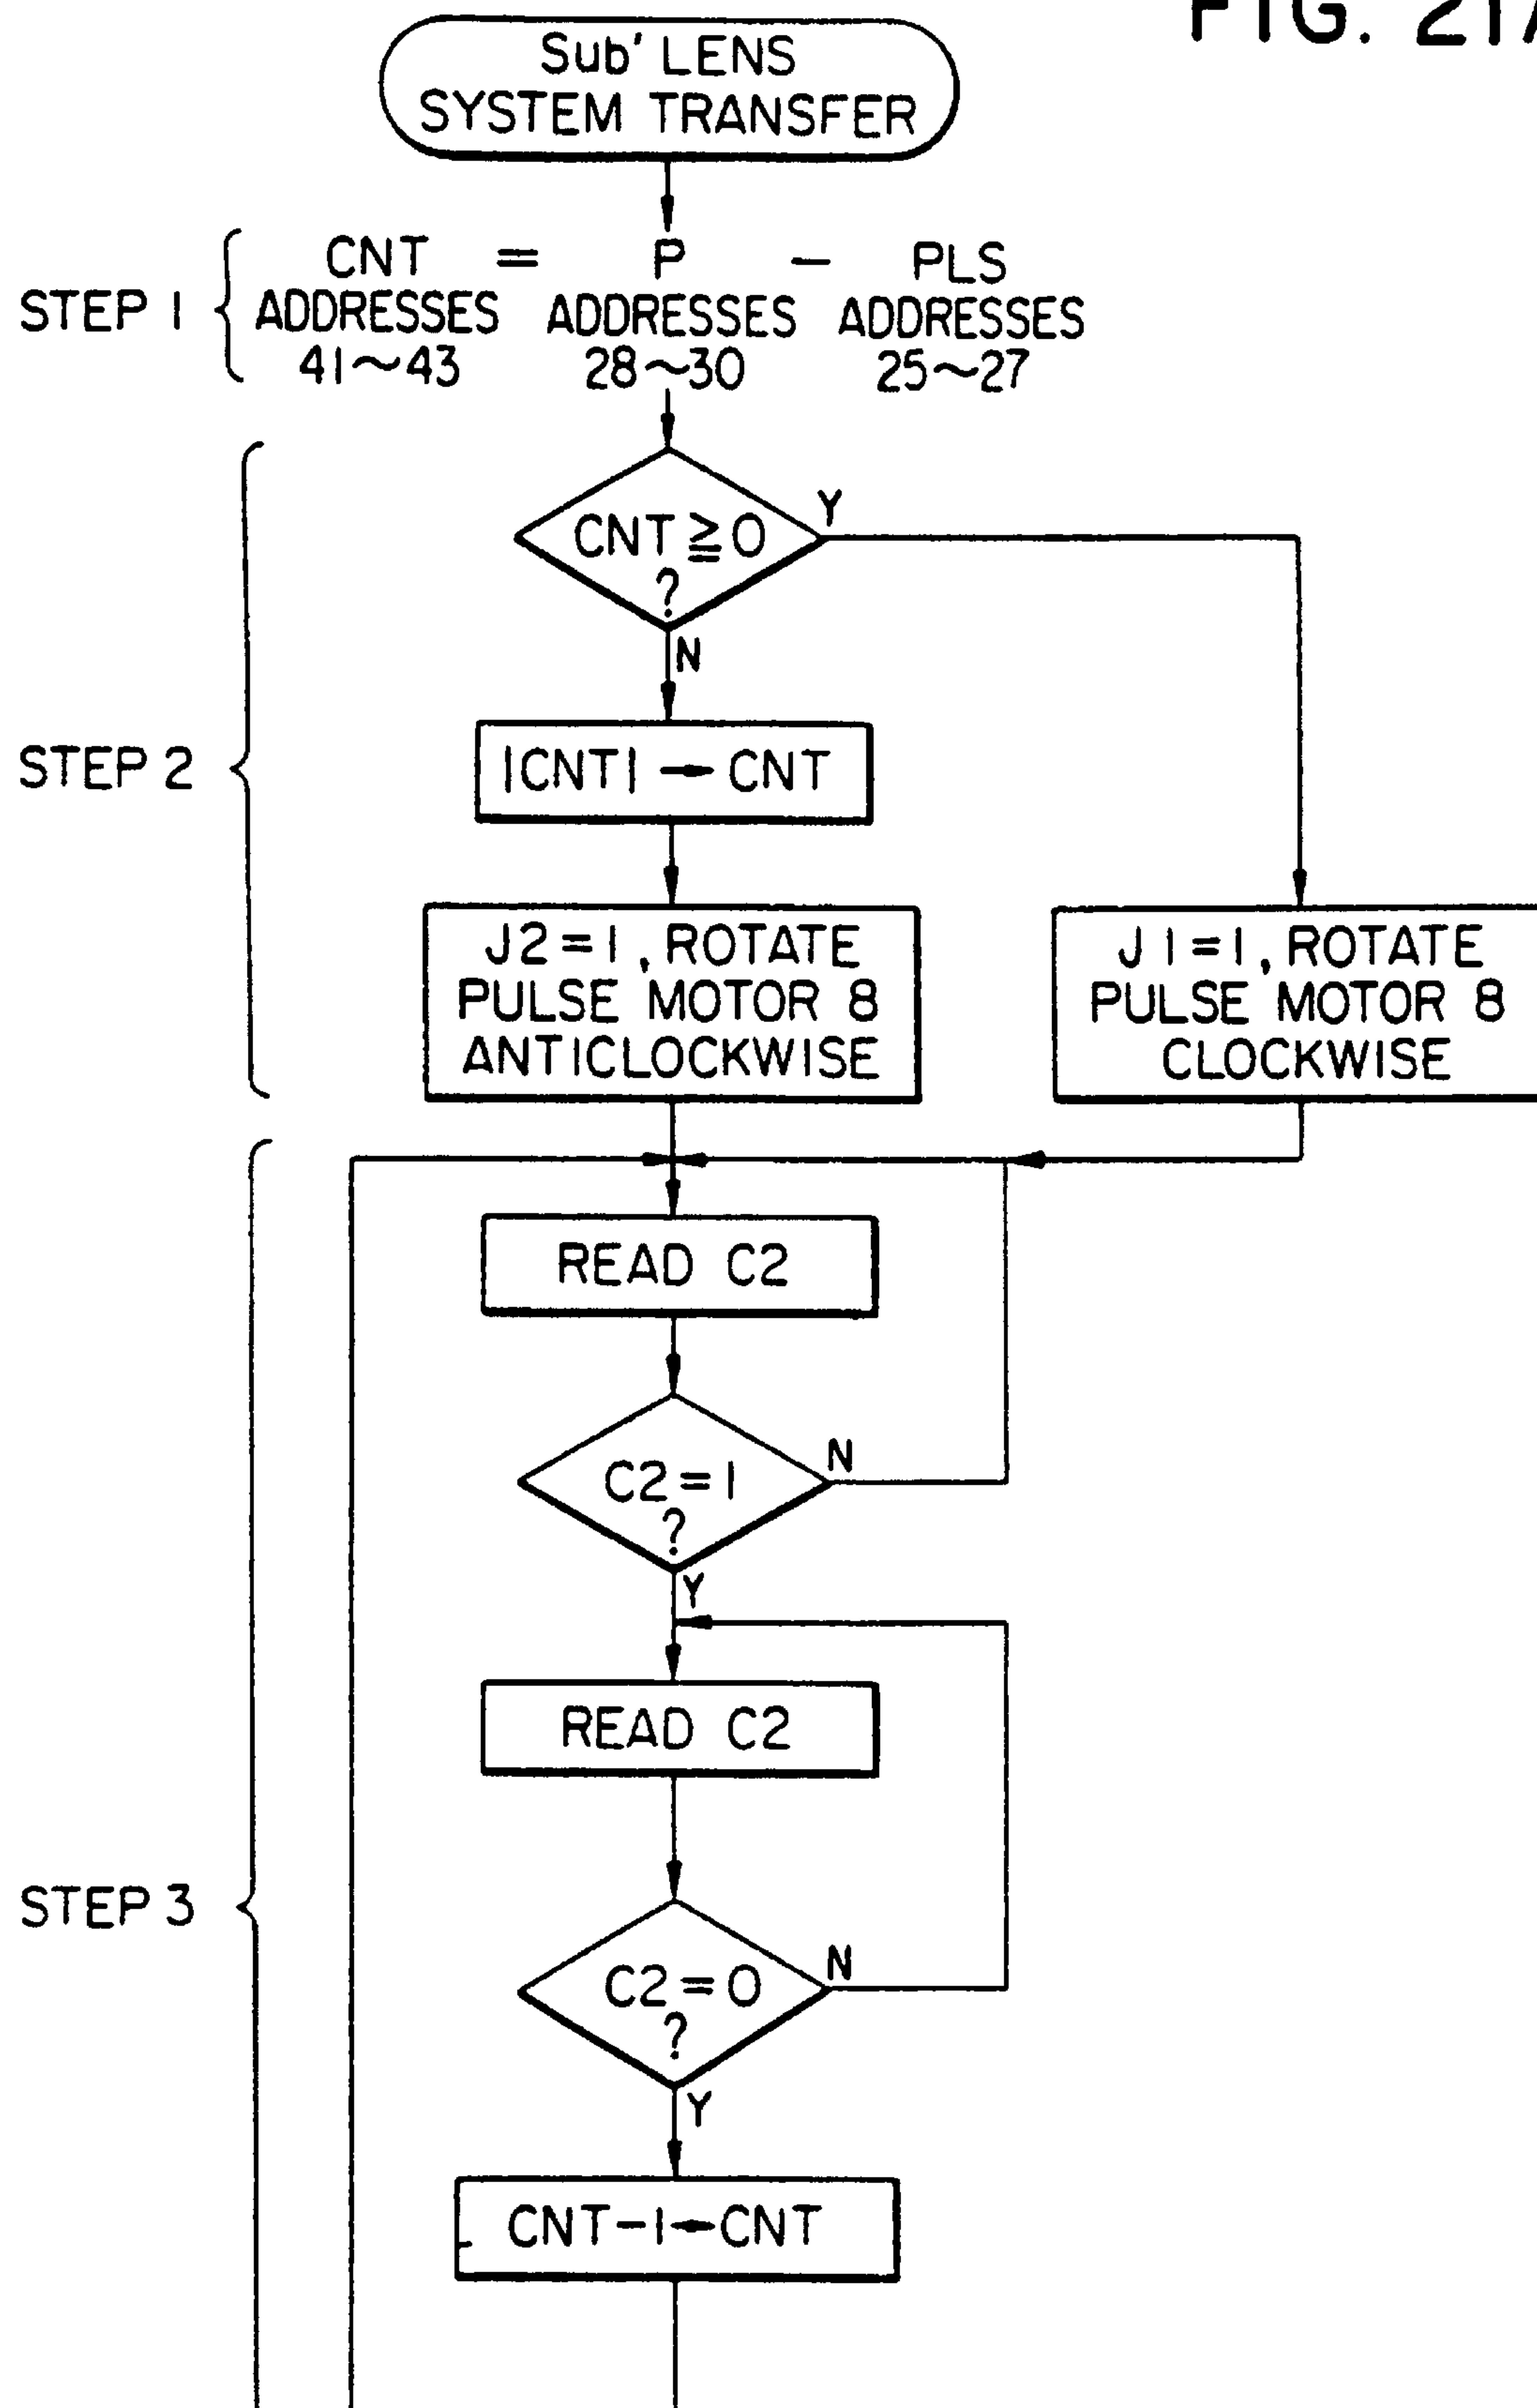 FIG. 21A
Sub' LENS
SYSTEM TRANSFER
STEP 1
CNT = P - PLS
ADDRESSES ADDRESSES ADDRESSES
41~43 28~30 25~27
CNT ≧ 0
?
Y
N
STEP 2
|CNT| → CNT
J2=1, ROTATE
PULSE MOTOR 8
ANTICLOCKWISE
J1=1, ROTATE
PULSE MOTOR 8
CLOCKWISE
READ C2
C2=1
?
N
Y
READ C2
STEP 3
C2=0
?
N
Y
CNT-1→CNT